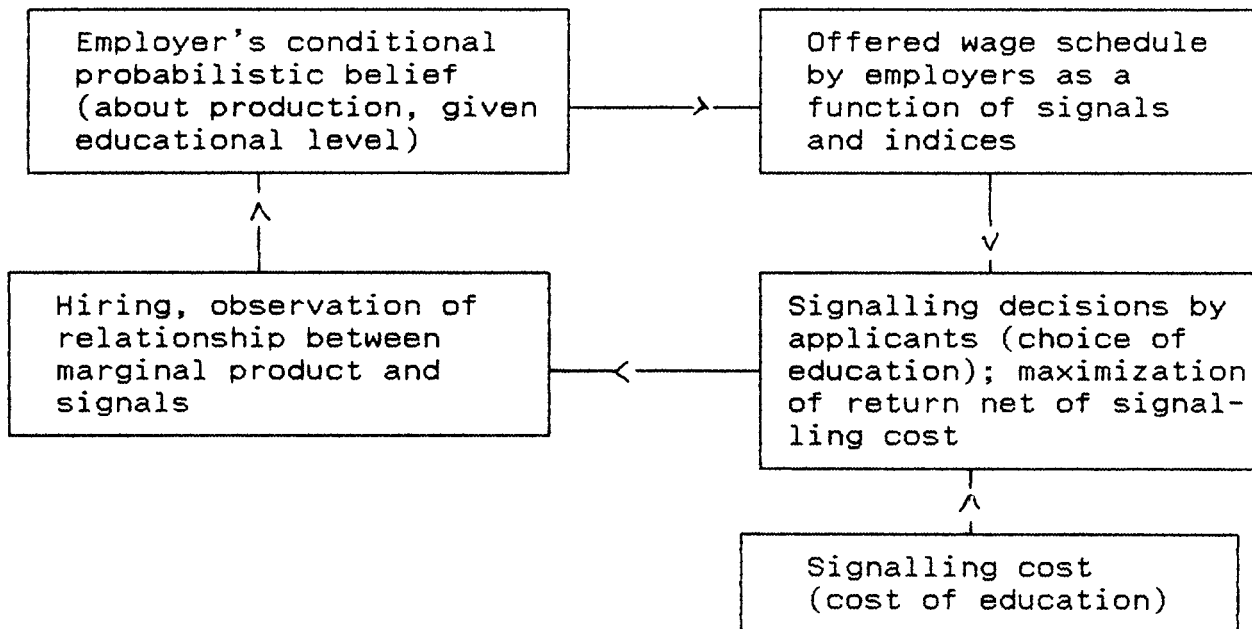 Employer's conditional
probabilistic belief
(about production, given
educational level)
Offered wage schedule
by employers as a
function of signals
and indices
Hiring, observation of
relationship between
marginal product and
signals
Signalling decisions by
applicants (choice of
education); maximization
of return net of signal-
ling cost
Signalling cost
(cost of education)